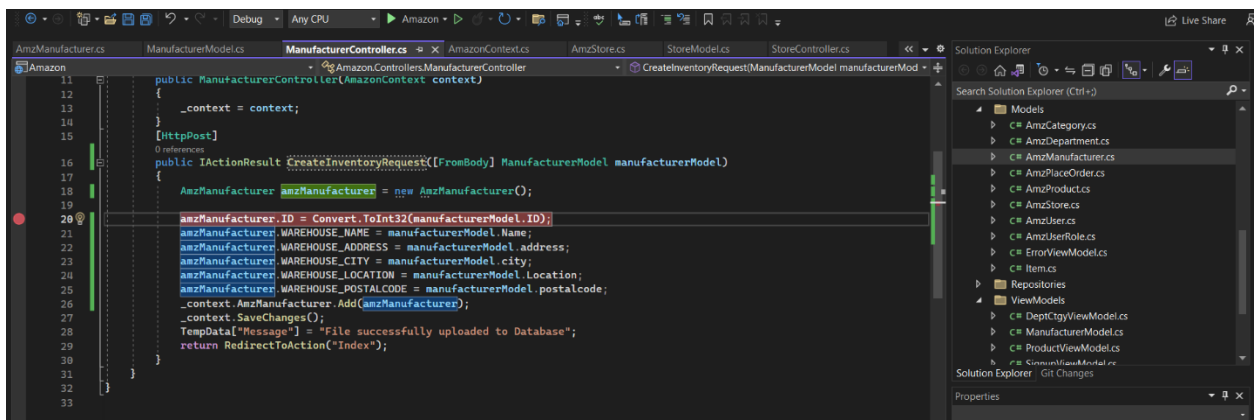 Debug Any CPU Amazon Live Share
AmzManufacturer.cs ManufacturerModel.cs ManufacturerController.cs AmazonContext.cs AmzStore.cs StoreModel.cs StoreController.cs
Amazon Amazon.Controllers.ManufacturerController CreateInventoryRequest(ManufacturerModel manufacturerMod
11 public ManufacturerController(AmazonContext context)
12 {
13 _context = context;
14 }
15 [HttpPost]
0 references
16 public IActionResult CreateInventoryRequest([FromBody] ManufacturerModel manufacturerModel)
17 {
18 AmzManufacturer amzManufacturer = new AmzManufacturer();
19
20 amzManufacturer.ID = Convert.ToInt32(manufacturerModel.ID);
21 amzManufacturer.WAREHOUSE_NAME = manufacturerModel.Name;
22 amzManufacturer.WAREHOUSE_ADDRESS = manufacturerModel.address;
23 amzManufacturer.WAREHOUSE_CITY = manufacturerModel.city;
24 amzManufacturer.WAREHOUSE_LOCATION = manufacturerModel.Location;
25 amzManufacturer.WAREHOUSE_POSTALCODE = manufacturerModel.postalcode;
26 _context.AmzManufacturer.Add(amzManufacturer);
27 _context.SaveChanges();
28 TempData["Message"] = "File successfully uploaded to Database";
29 return RedirectToAction("Index");
30 }
31 }
32 }
33
Solution Explorer
Search Solution Explorer (Ctrl+;)
Models
C# AmzCategory.cs
C# AmzDepartment.cs
C# AmzManufacturer.cs
C# AmzPlaceOrder.cs
C# AmzProduct.cs
C# AmzStore.cs
C# AmzUser.cs
C# AmzUserRole.cs
C# ErrorViewModel.cs
C# Item.cs
Repositories
ViewModels
C# DeptCtgyViewModel.cs
C# ManufacturerModel.cs
C# ProductViewModel.cs
C# SignupViewModel.cs
Solution Explorer Git Changes
Properties